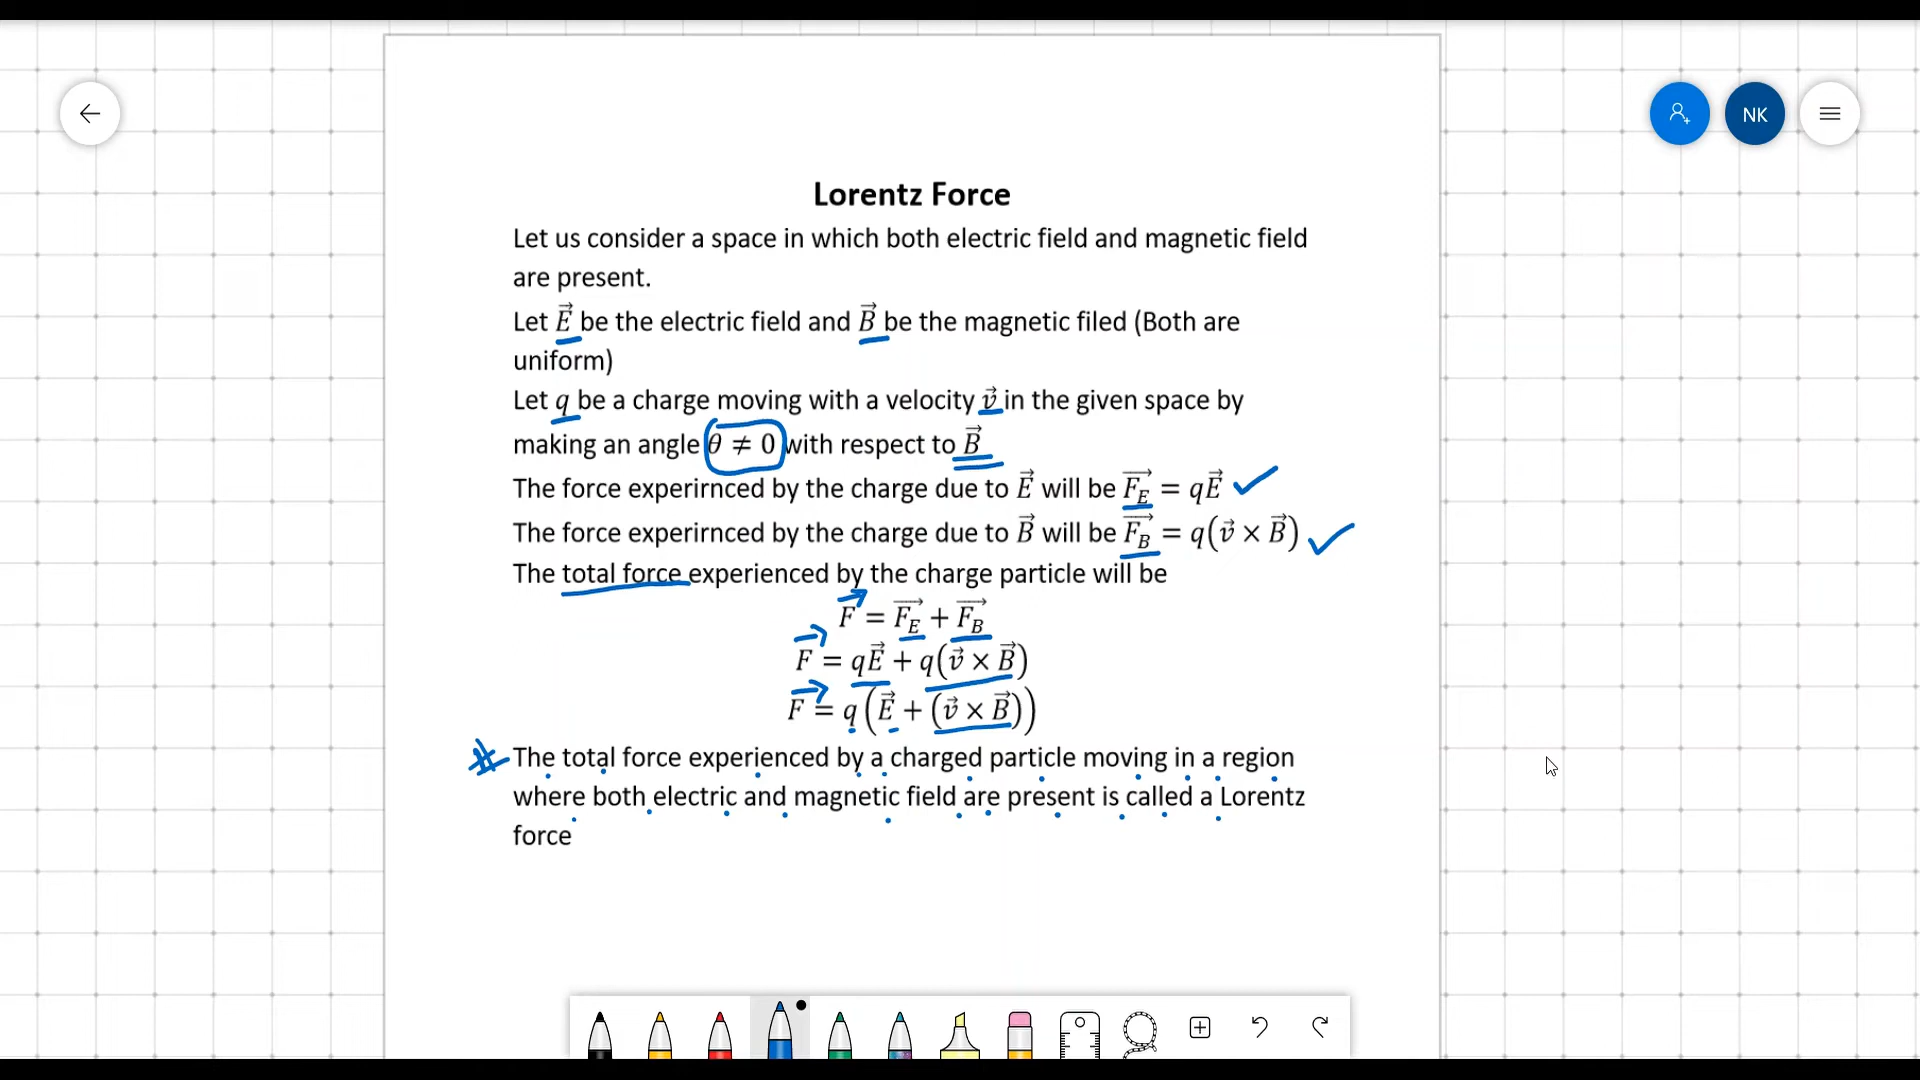 NK
Lorentz Force
Let us consider a space in which both electric field and magnetic field
are present.
Let E⃗ be the electric field and B⃗ be the magnetic filed (Both are
uniform)
Let q be a charge moving with a velocity v⃗ in the given space by
making an angle θ ≠ 0 with respect to B⃗
The force experirnced by the charge due to E⃗ will be F_E⃗ = qE⃗
The force experirnced by the charge due to B⃗ will be F_B⃗ = q(v⃗ × B⃗)
The total force experienced by the charge particle will be
F⃗ = F_E⃗ + F_B⃗
F⃗ = qE⃗ + q(v⃗ × B⃗)
F⃗ = q(E⃗ + (v⃗ × B⃗))
The total force experienced by a charged particle moving in a region
where both electric and magnetic field are present is called a Lorentz
force